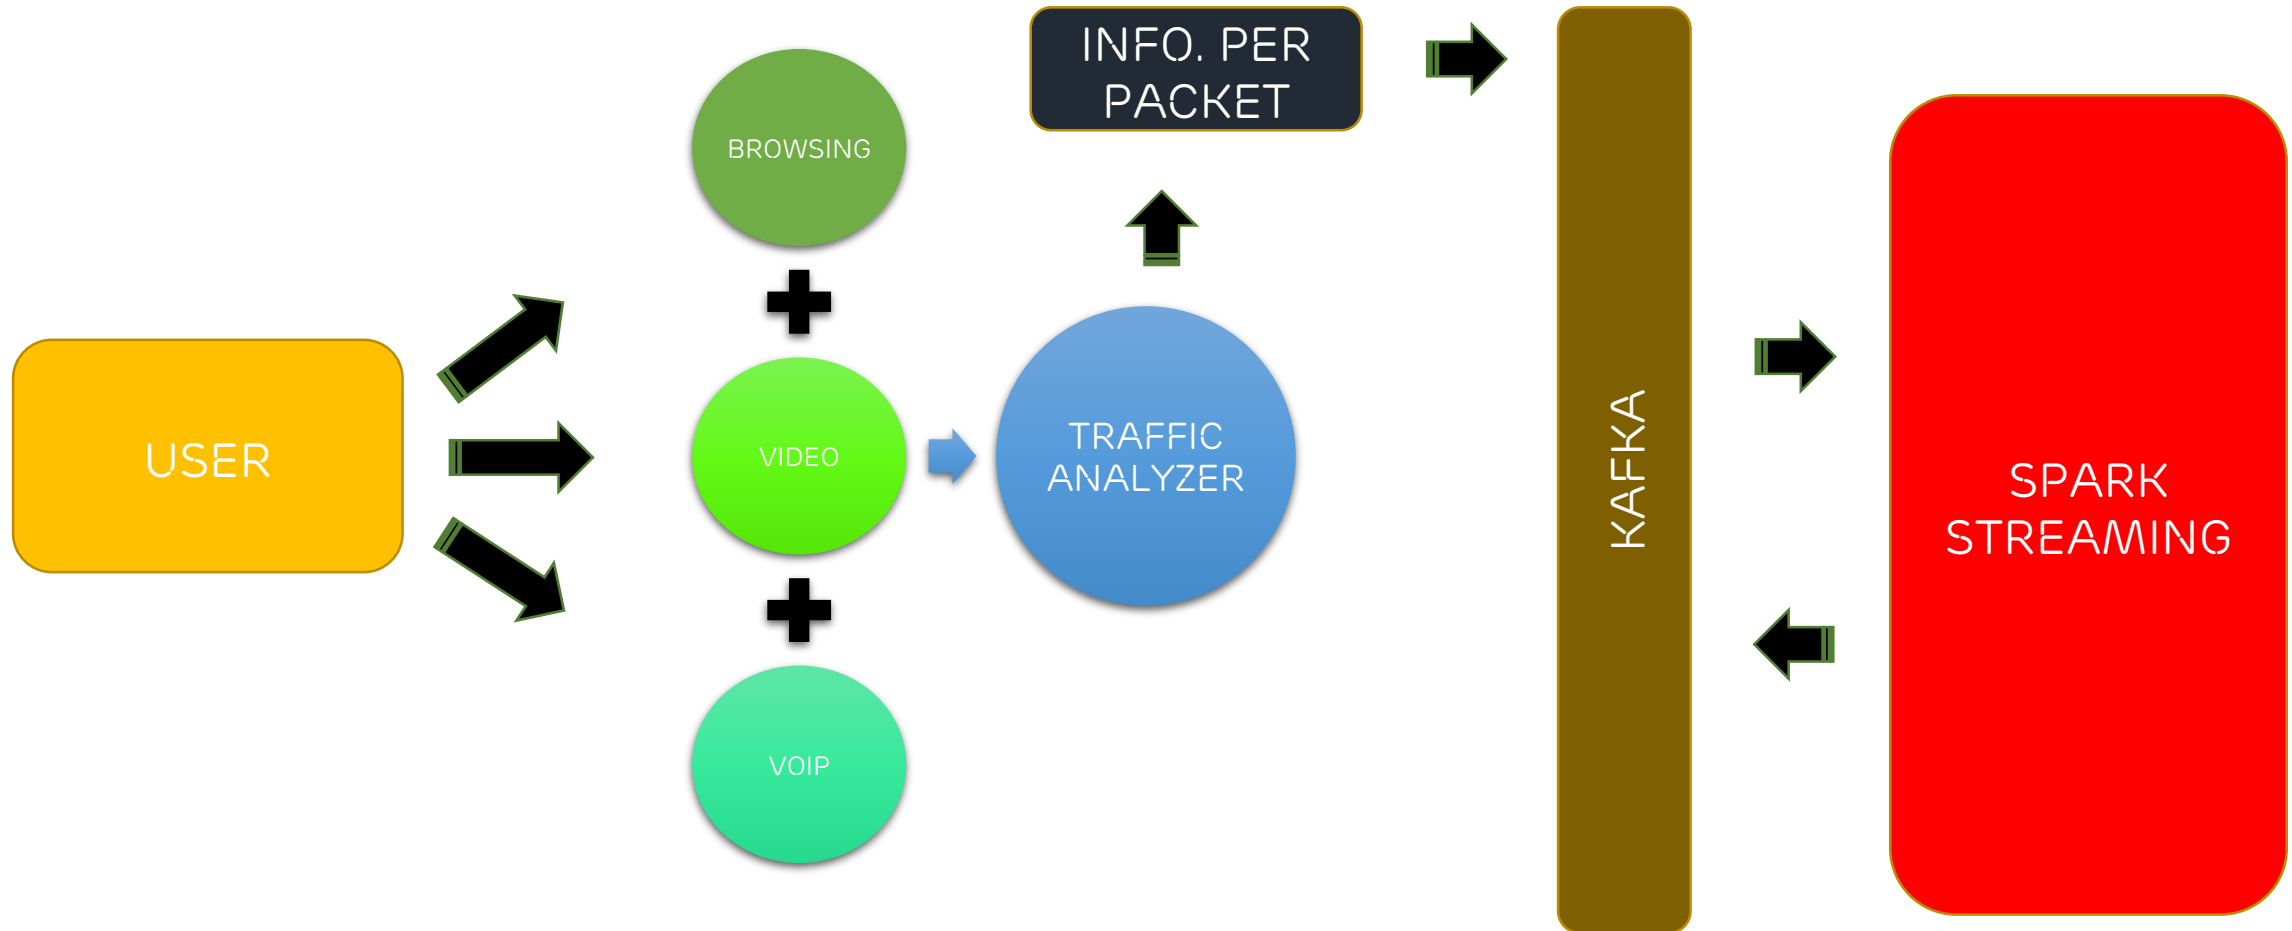 USER
BROWSING
VIDEO
VOIP
TRAFFIC
ANALYZER
INFO. PER
PACKET
KAFKA
SPARK
STREAMING